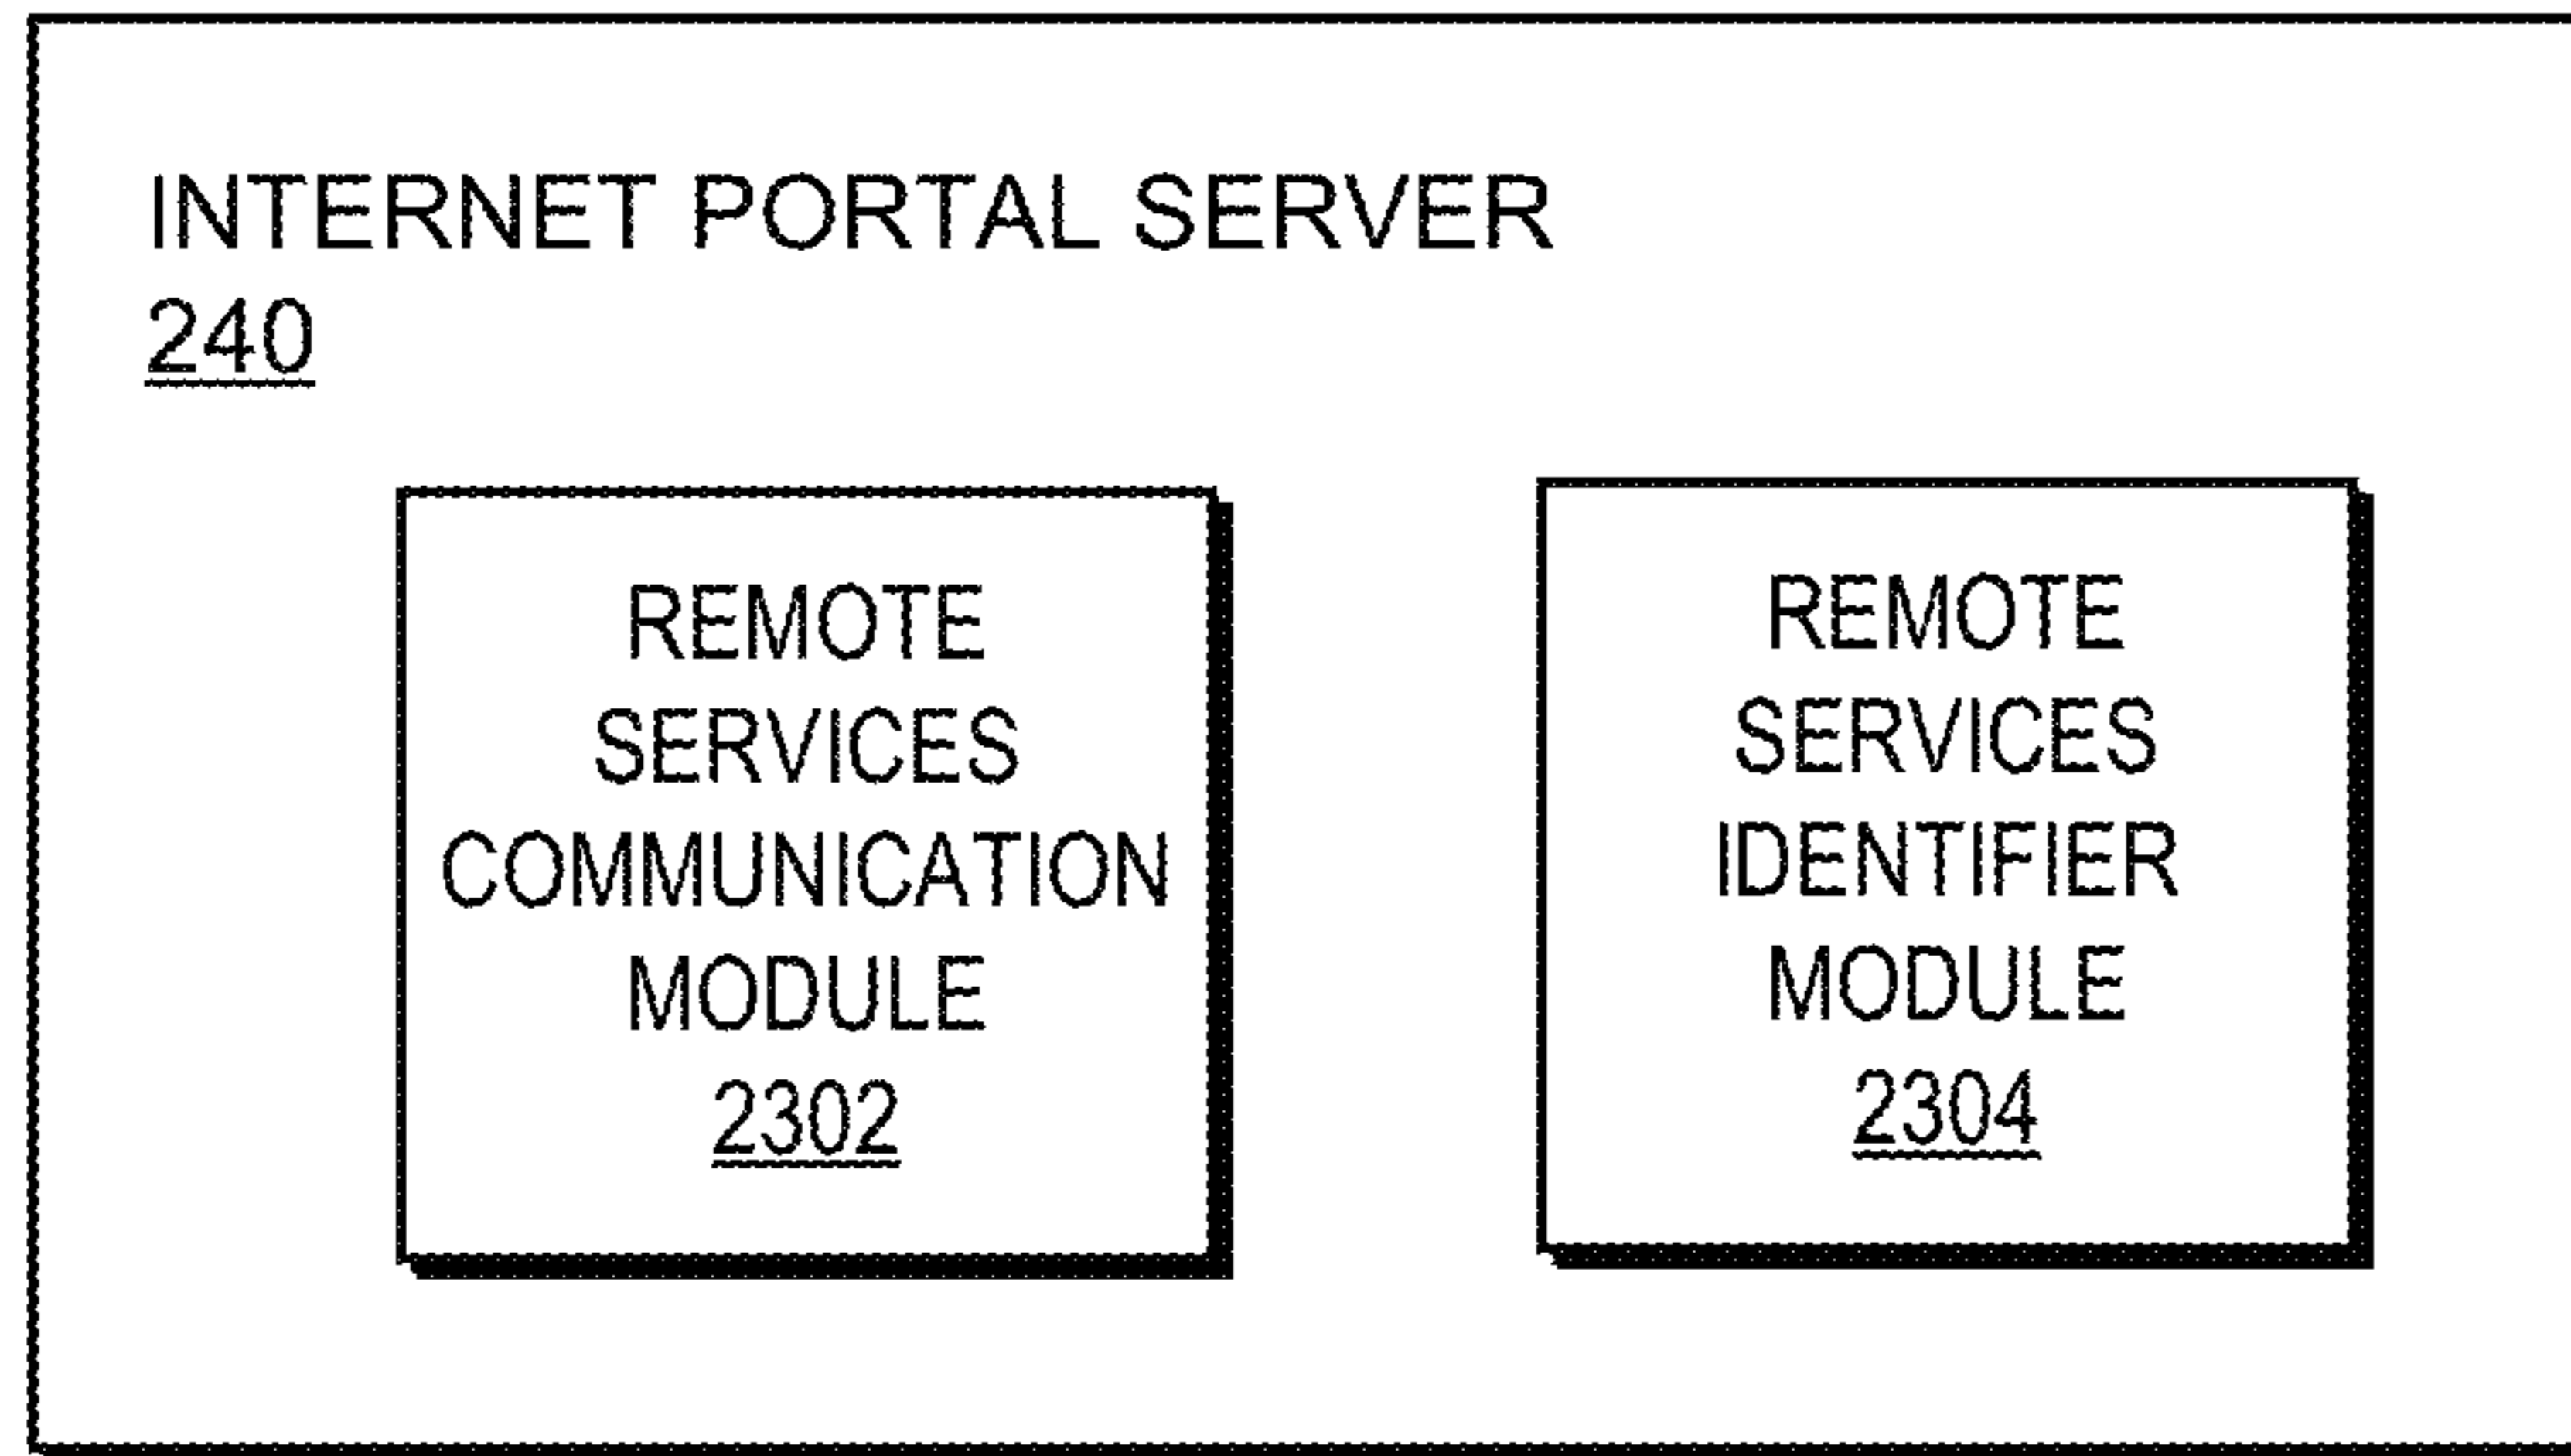 INTERNET PORTAL SERVER
240
REMOTE
SERVICES
COMMUNICATION
MODULE
2302
REMOTE
SERVICES
IDENTIFIER
MODULE
2304